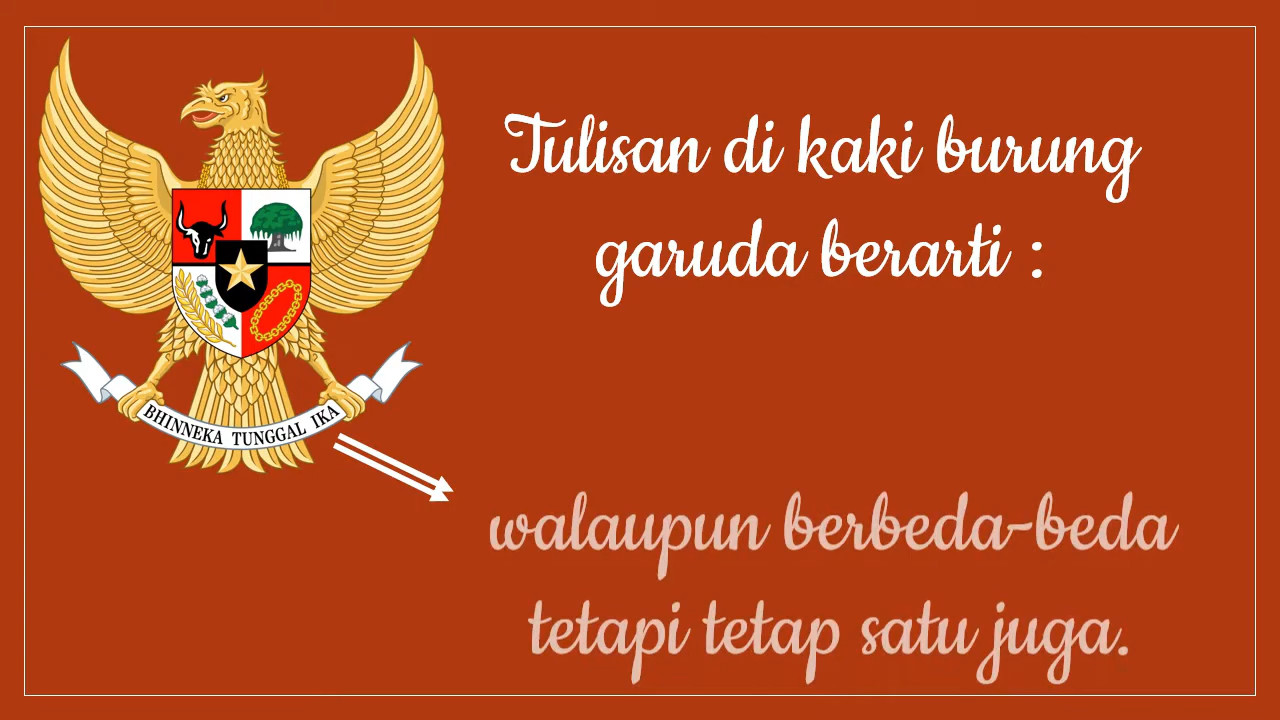 Tulisan di kaki burung
garuda berarti :
BHINNEKA TUNGGAL IKA
walaupun berbeda-beda
tetapi tetap satu juga.